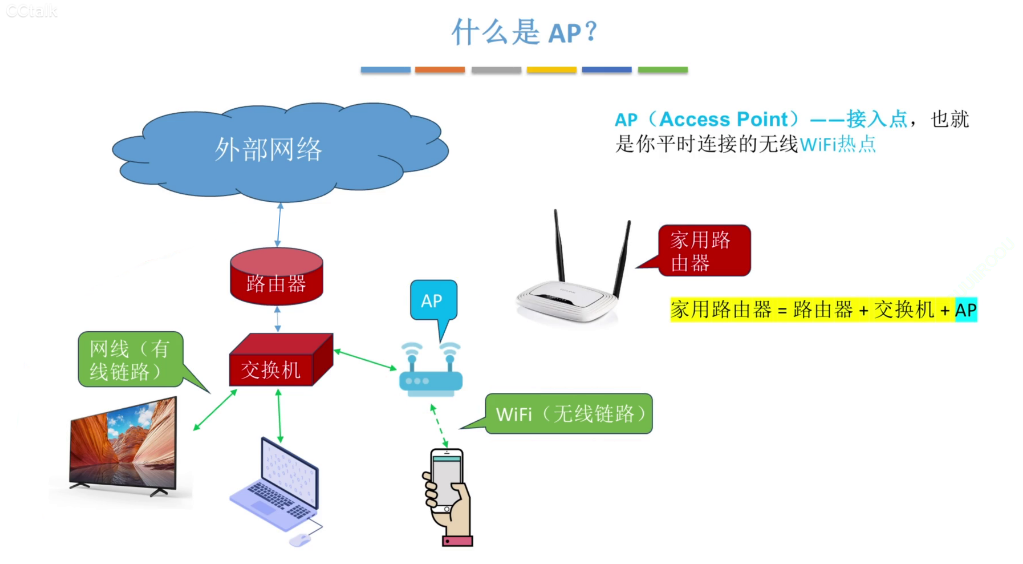 CCtalk
什么是 AP？
外部网络
AP（Access Point）——接入点，也就
是你平时连接的无线WiFi热点
家用路
由器
路由器
AP
家用路由器 = 路由器 + 交换机 + AP
网线（有
线链路）
交换机
WiFi（无线链路）